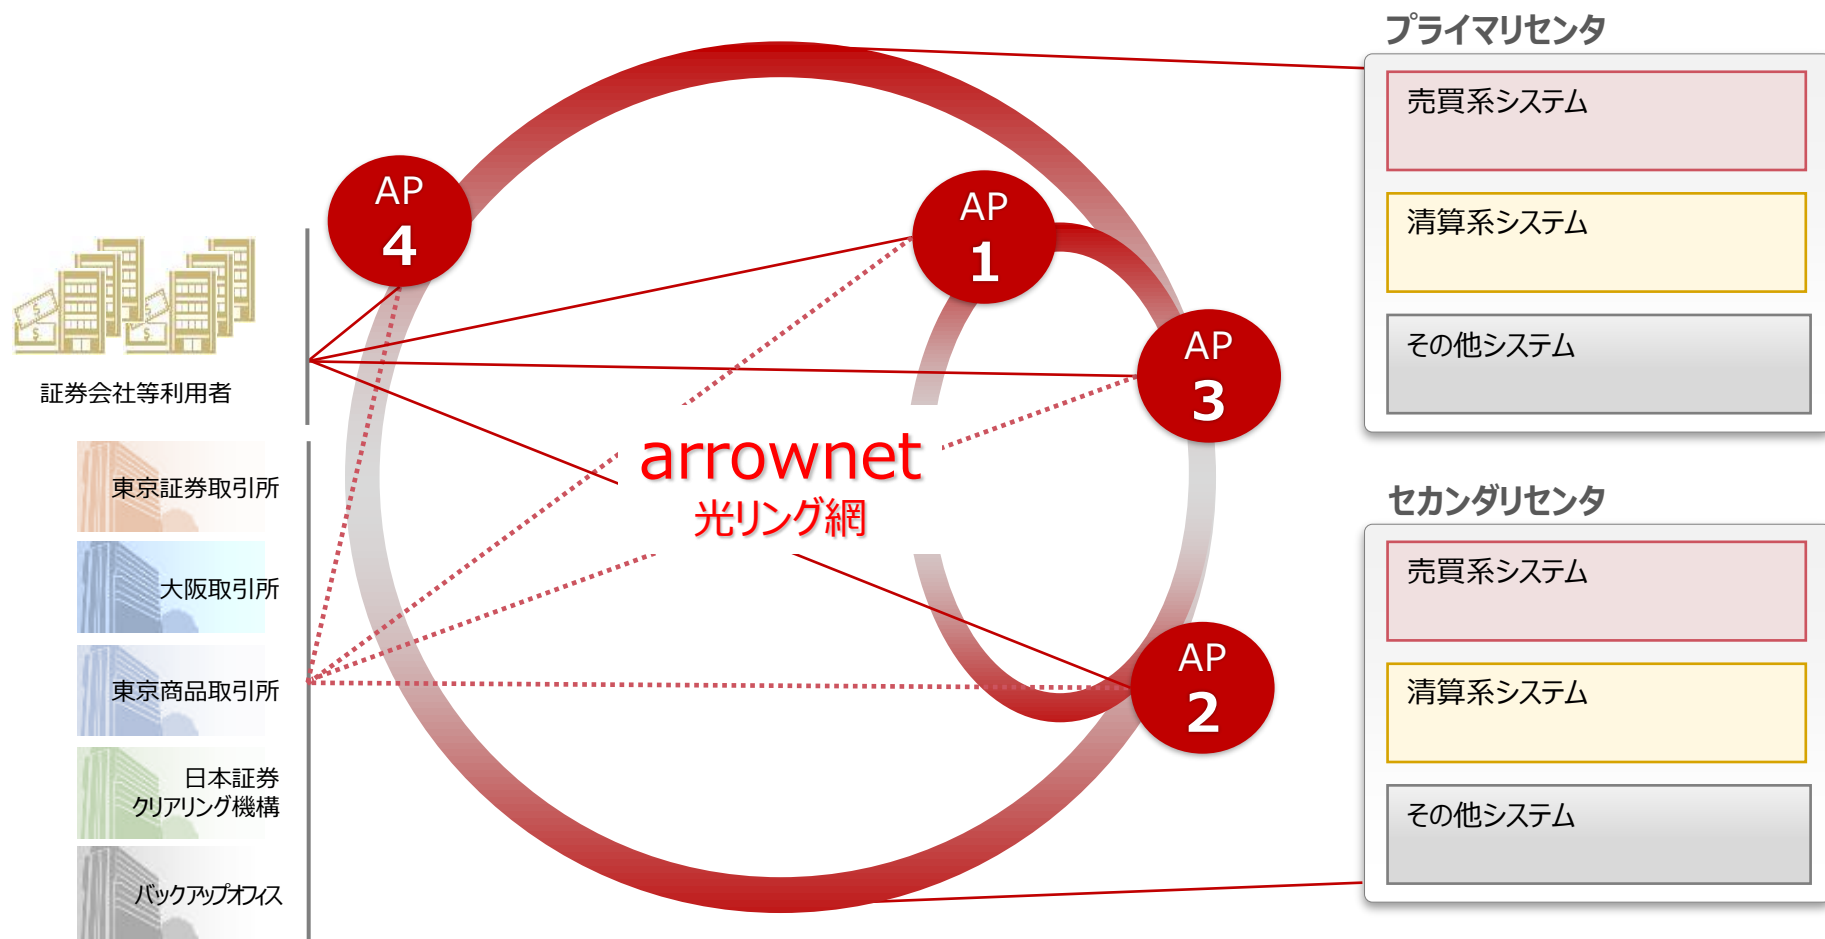 プライマリセンタ
売買系システム
清算系システム
その他システム
AP
4
AP
1
AP
3
AP
2
証券会社等利用者
東京証券取引所
大阪取引所
東京商品取引所
日本証券
クリアリング機構
バックアップオフィス
arrownet
光リング網
セカンダリセンタ
売買系システム
清算系システム
その他システム